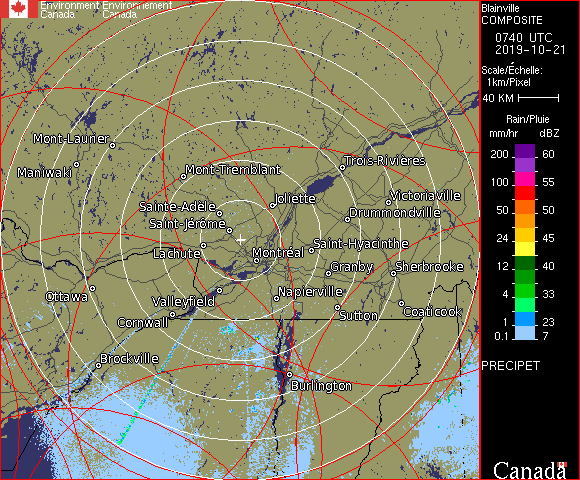 Environment Environnement
Canada Canada
Blainville
COMPOSITE
0740 UTC
2019-10-21
Scale/Échelle:
1km/Pixel
40 KM
Rain/Pluie
mm/hr dBZ
200 60
100 55
50 50
24 45
12 40
4 33
1 23
0.1 7
PRECIPET
Mont-Laurier
Maniwaki
Mont-Tremblant
Trois-Rivières
Joliette
Victoriaville
Sainte-Adèle
Drummondville
Saint-Jérôme
Saint-Hyacinthe
Lachute
Montréal
Granby
Sherbrooke
Ottawa
Valleyfield
Napierville
Cornwall
Sutton
Coaticook
Brockville
Burlington
Canada